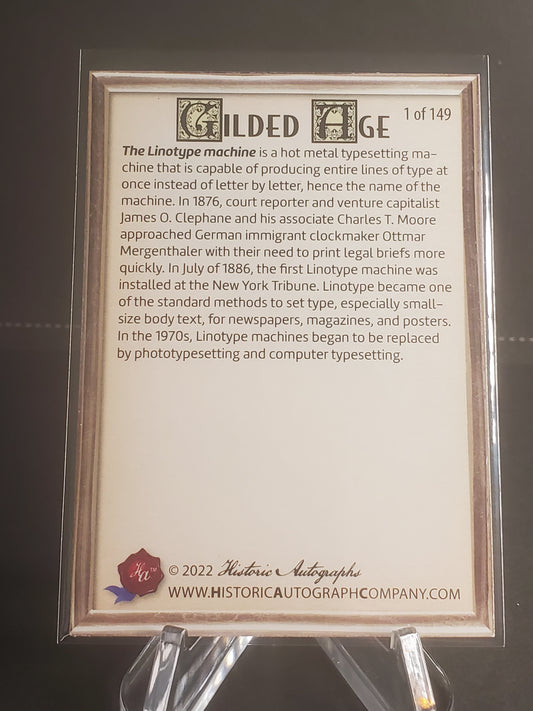 GILDED AGE 1 of 149
The Linotype machine is a hot metal typesetting ma-
chine that is capable of producing entire lines of type at
once instead of letter by letter, hence the name of the
machine. In 1876, court reporter and venture capitalist
James O. Clephane and his associate Charles T. Moore
approached German immigrant clockmaker Ottmar
Mergenthaler with their need to print legal briefs more
quickly. In July of 1886, the first Linotype machine was
installed at the New York Tribune. Linotype became one
of the standard methods to set type, especially small-
size body text, for newspapers, magazines, and posters.
In the 1970s, Linotype machines began to be replaced
by phototypesetting and computer typesetting.
Ha™ © 2022 Historic Autographs
WWW.HISTORICAUTOGRAPHCOMPANY.COM